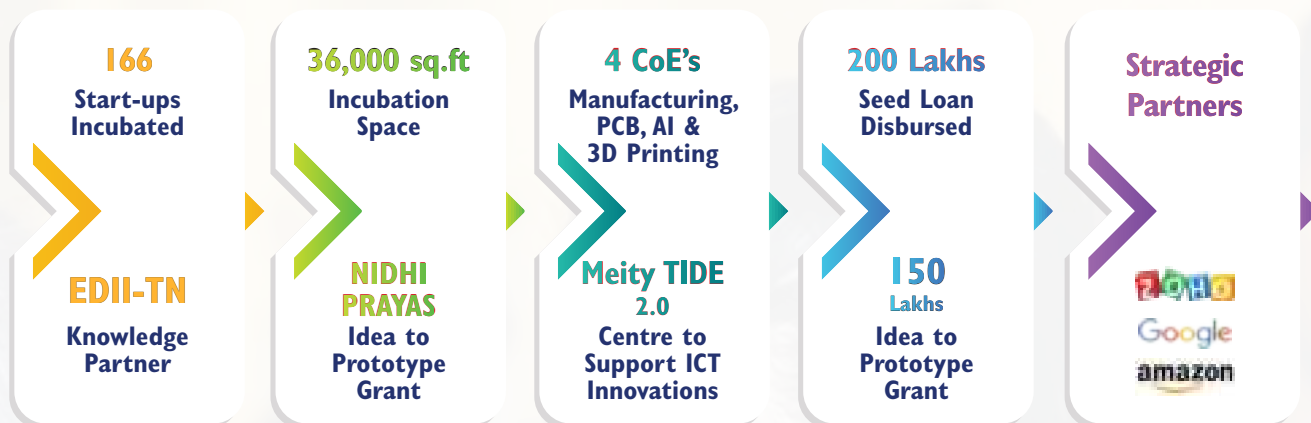 166
Start-ups
Incubated
EDII-TN
Knowledge
Partner
36,000 sq.ft
Incubation
Space
NIDHI
PRAYAS
Idea to
Prototype
Grant
4 CoE's
Manufacturing,
PCB, AI &
3D Printing
Meity TIDE
2.0
Centre to
Support ICT
Innovations
200 Lakhs
Seed Loan
Disbursed
150
Lakhs
Idea to
Prototype
Grant
Strategic
Partners
ZOHO
Google
amazon